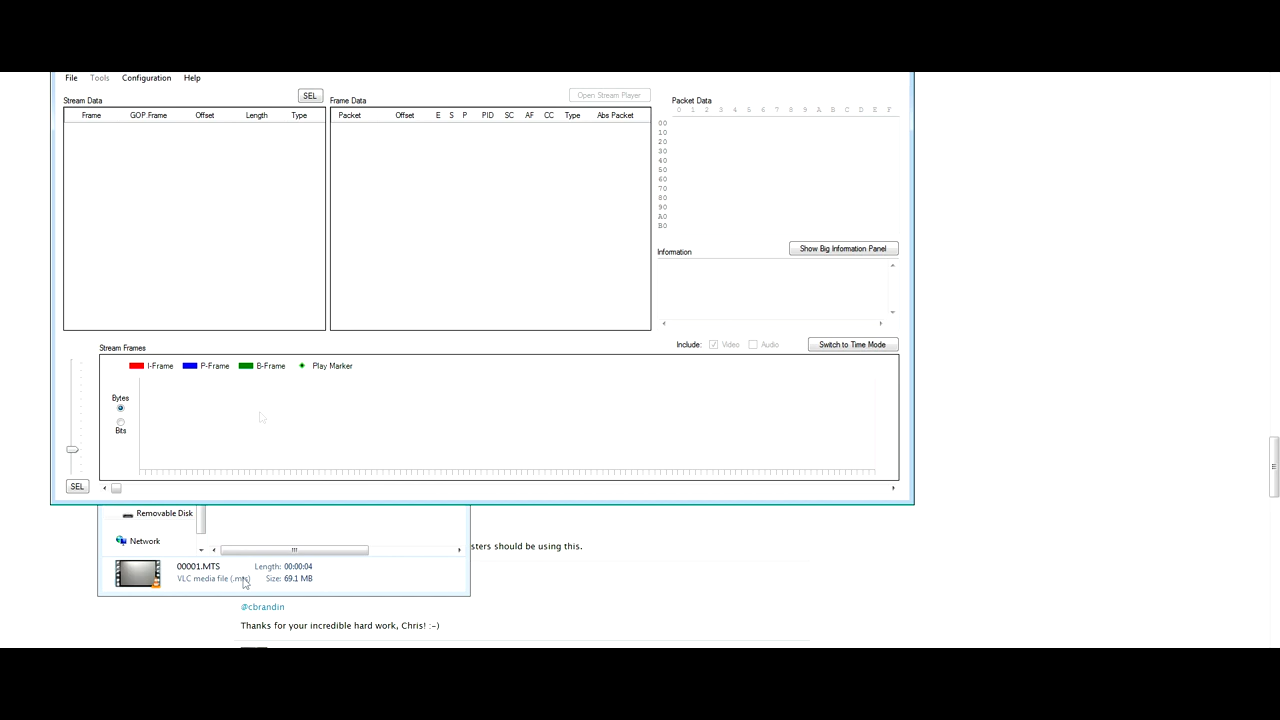 File Tools Configuration Help
Stream Data SEL Frame Data Open Stream Player Packet Data
0 1 2 3 4 5 6 7 8 9 A B C D E F
Frame GOP.Frame Offset Length Type Packet Offset E S P PID SC AF CC Type Abs Packet
00
10
20
30
40
50
60
70
80
90
A0
B0
Information Show Big Information Panel
Stream Frames Include: Video Audio Switch to Time Mode
I-Frame P-Frame B-Frame Play Marker
Bytes
Bits
SEL
Removable Disk
Network
sters should be using this.
00001.MTS Length: 00:00:04
VLC media file (.mts) Size: 69.1 MB
@cbrandin
Thanks for your incredible hard work, Chris! :-)